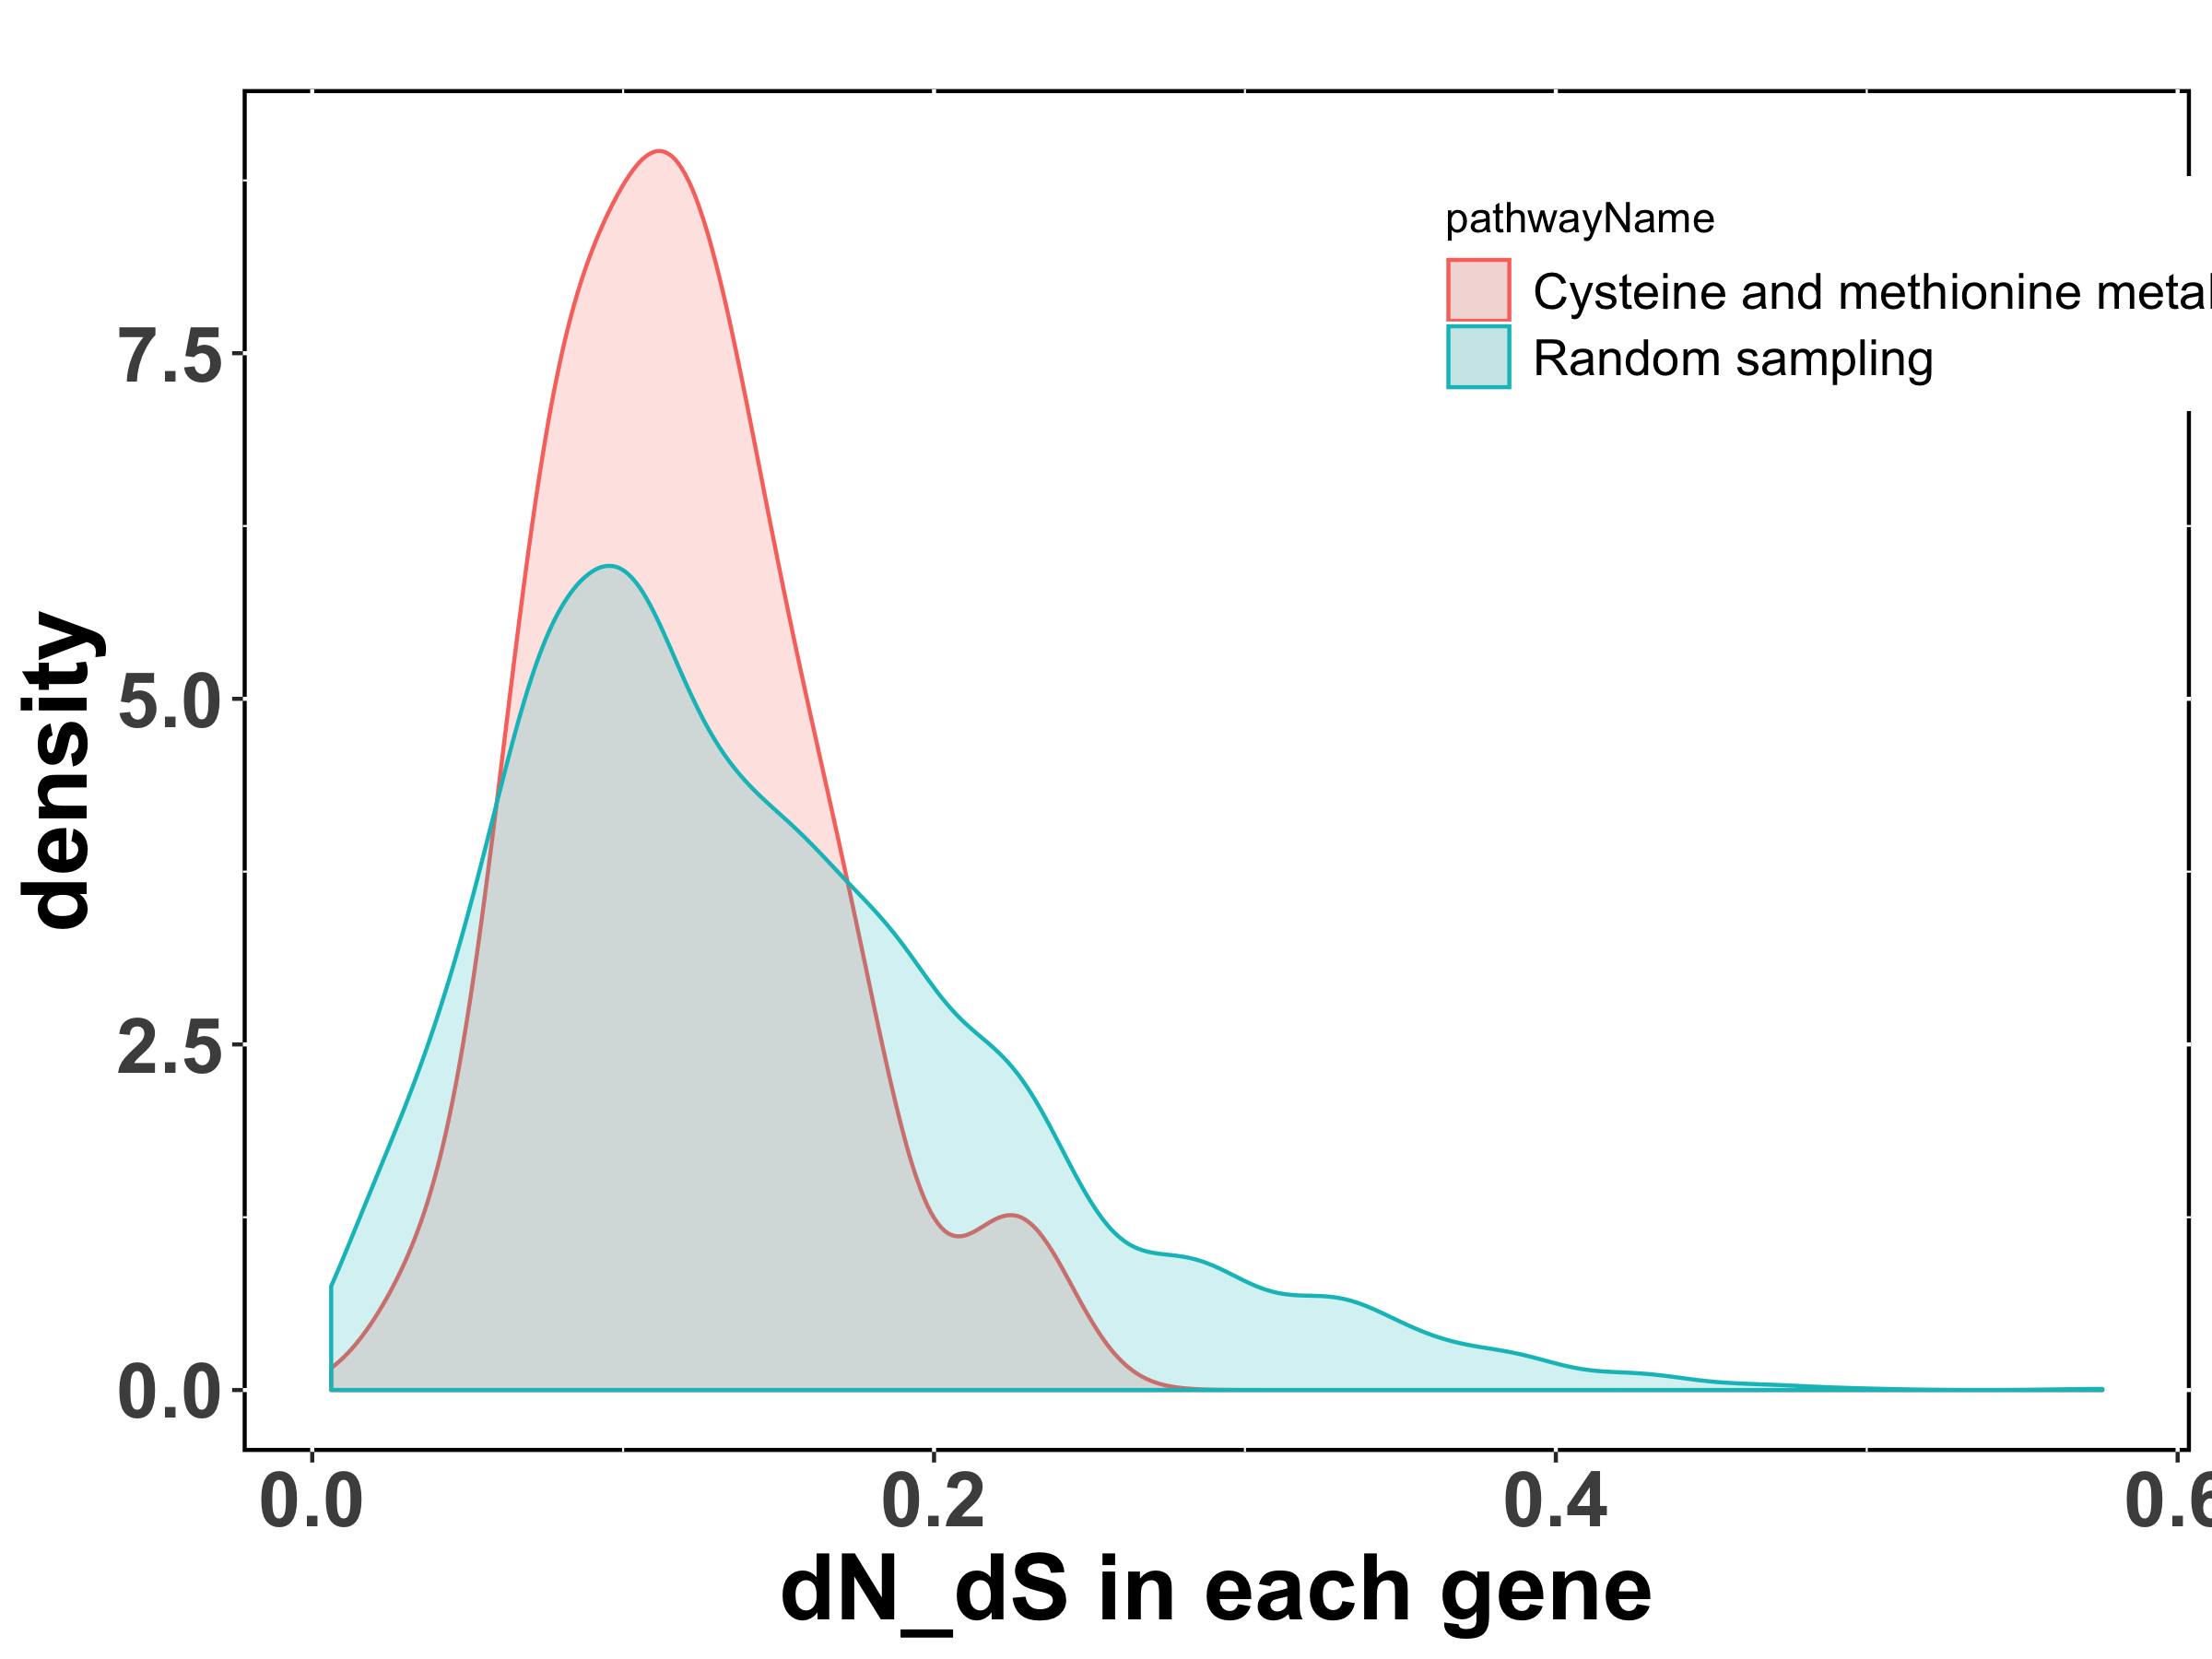 pathwayName
Cysteine and methionine metal
Random sampling
density
7.5
5.0
2.5
0.0
0.0
0.2
0.4
0.6
dN_dS in each gene